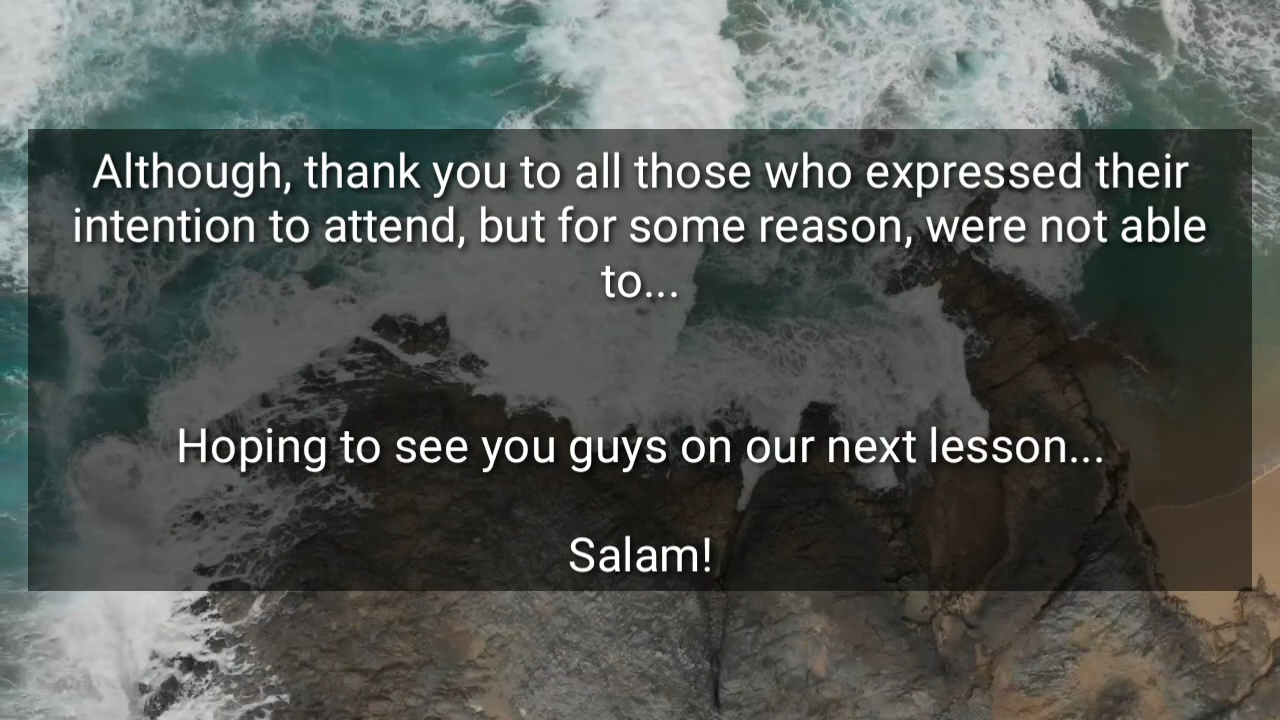 Although, thank you to all those who expressed their
intention to attend, but for some reason, were not able
to...
Hoping to see you guys on our next lesson...
Salam!